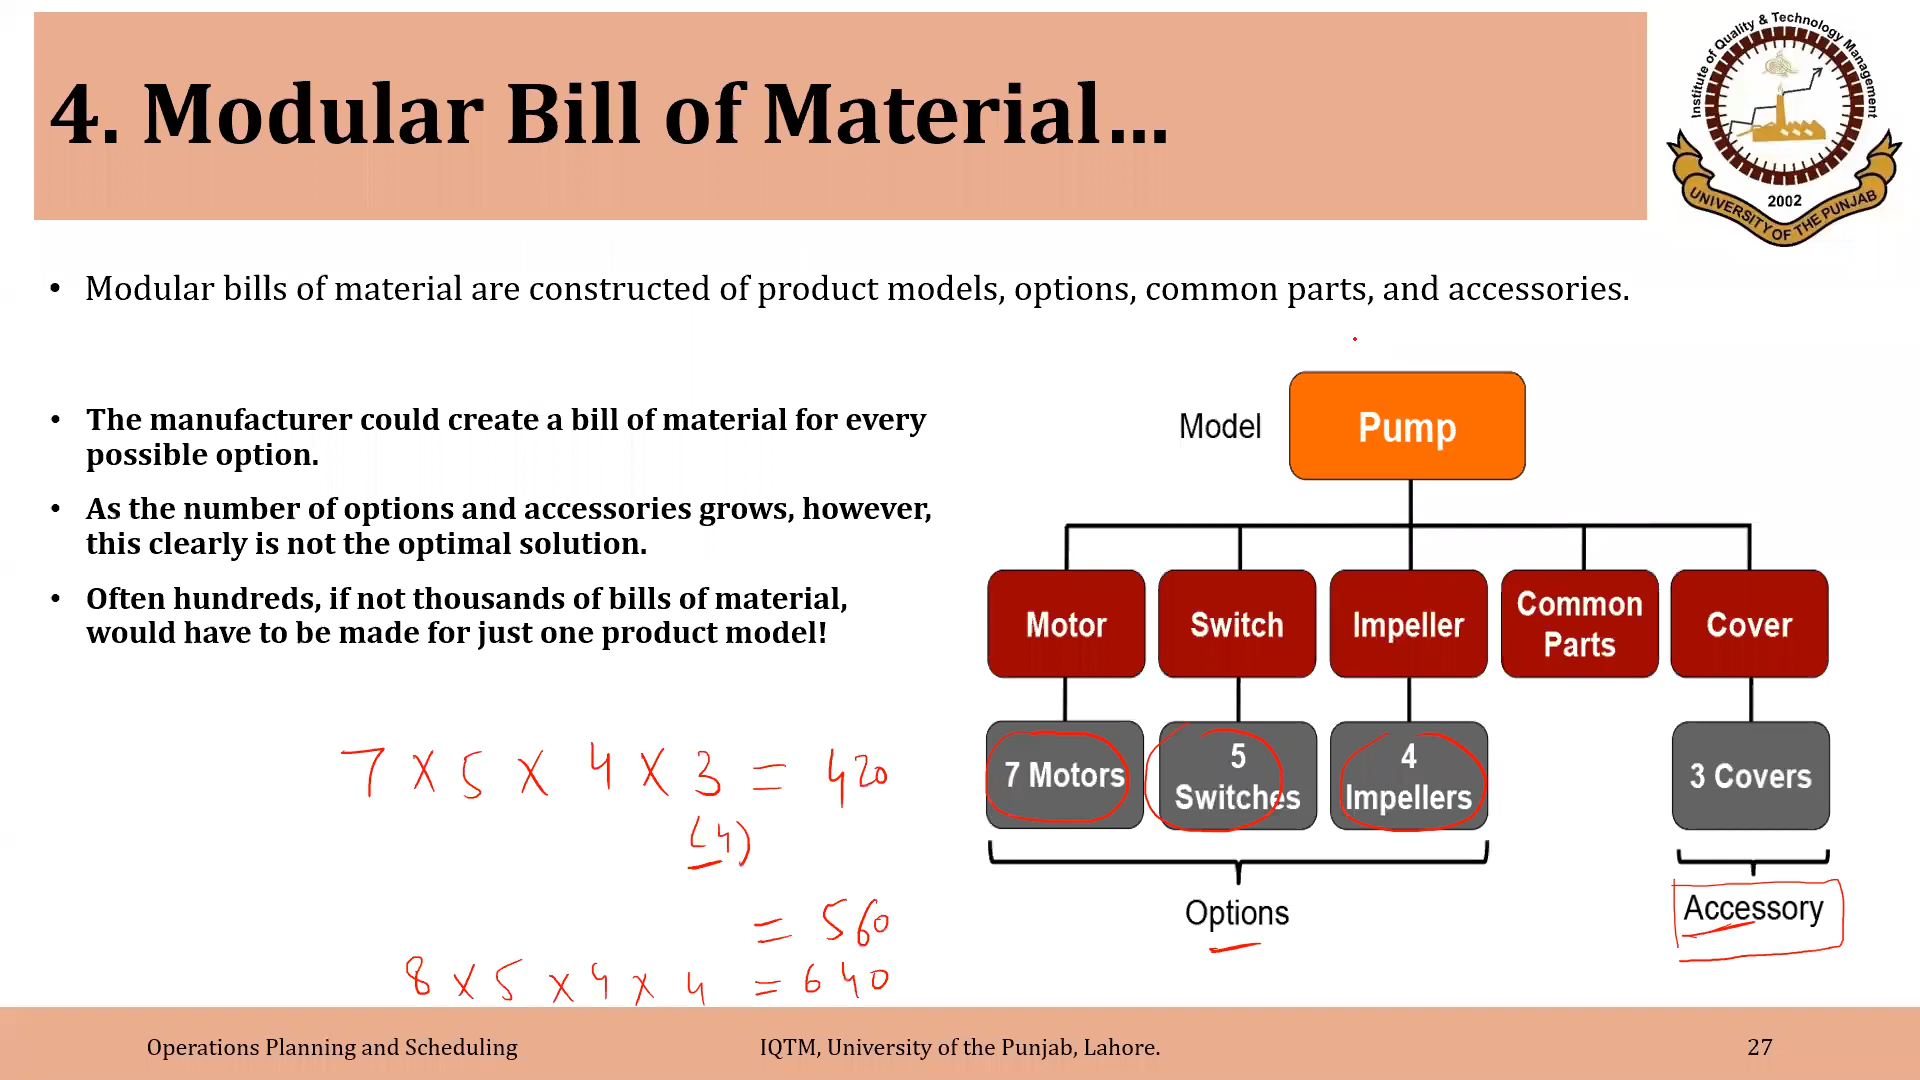 4. Modular Bill of Material…
Institute of Quality & Technology Management
2002
UNIVERSITY OF THE PUNJAB
• Modular bills of material are constructed of product models, options, common parts, and accessories.
• The manufacturer could create a bill of material for every
possible option.
• As the number of options and accessories grows, however,
this clearly is not the optimal solution.
• Often hundreds, if not thousands of bills of material,
would have to be made for just one product model!
7 × 5 × 4 × 3 = 420
(4)
= 560
8 × 5 × 4 × 4 = 640
Model
Pump
Motor
Switch
Impeller
Common
Parts
Cover
7 Motors
5
Switches
4
Impellers
3 Covers
Options
Accessory
Operations Planning and Scheduling
IQTM, University of the Punjab, Lahore.
27